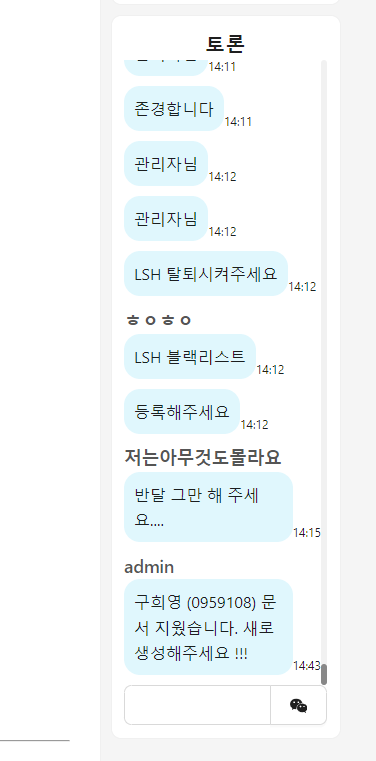 토론
14:11
존경합니다
14:11
관리자님
14:12
관리자님
14:12
LSH 탈퇴시켜주세요
14:12
ㅎㅇㅎㅇ
LSH 블랙리스트
14:12
등록해주세요
14:12
저는아무것도몰라요
반달 그만 해 주세
요....
14:15
admin
구희영 (0959108) 문
서 지웠습니다. 새로
생성해주세요 !!!
14:43